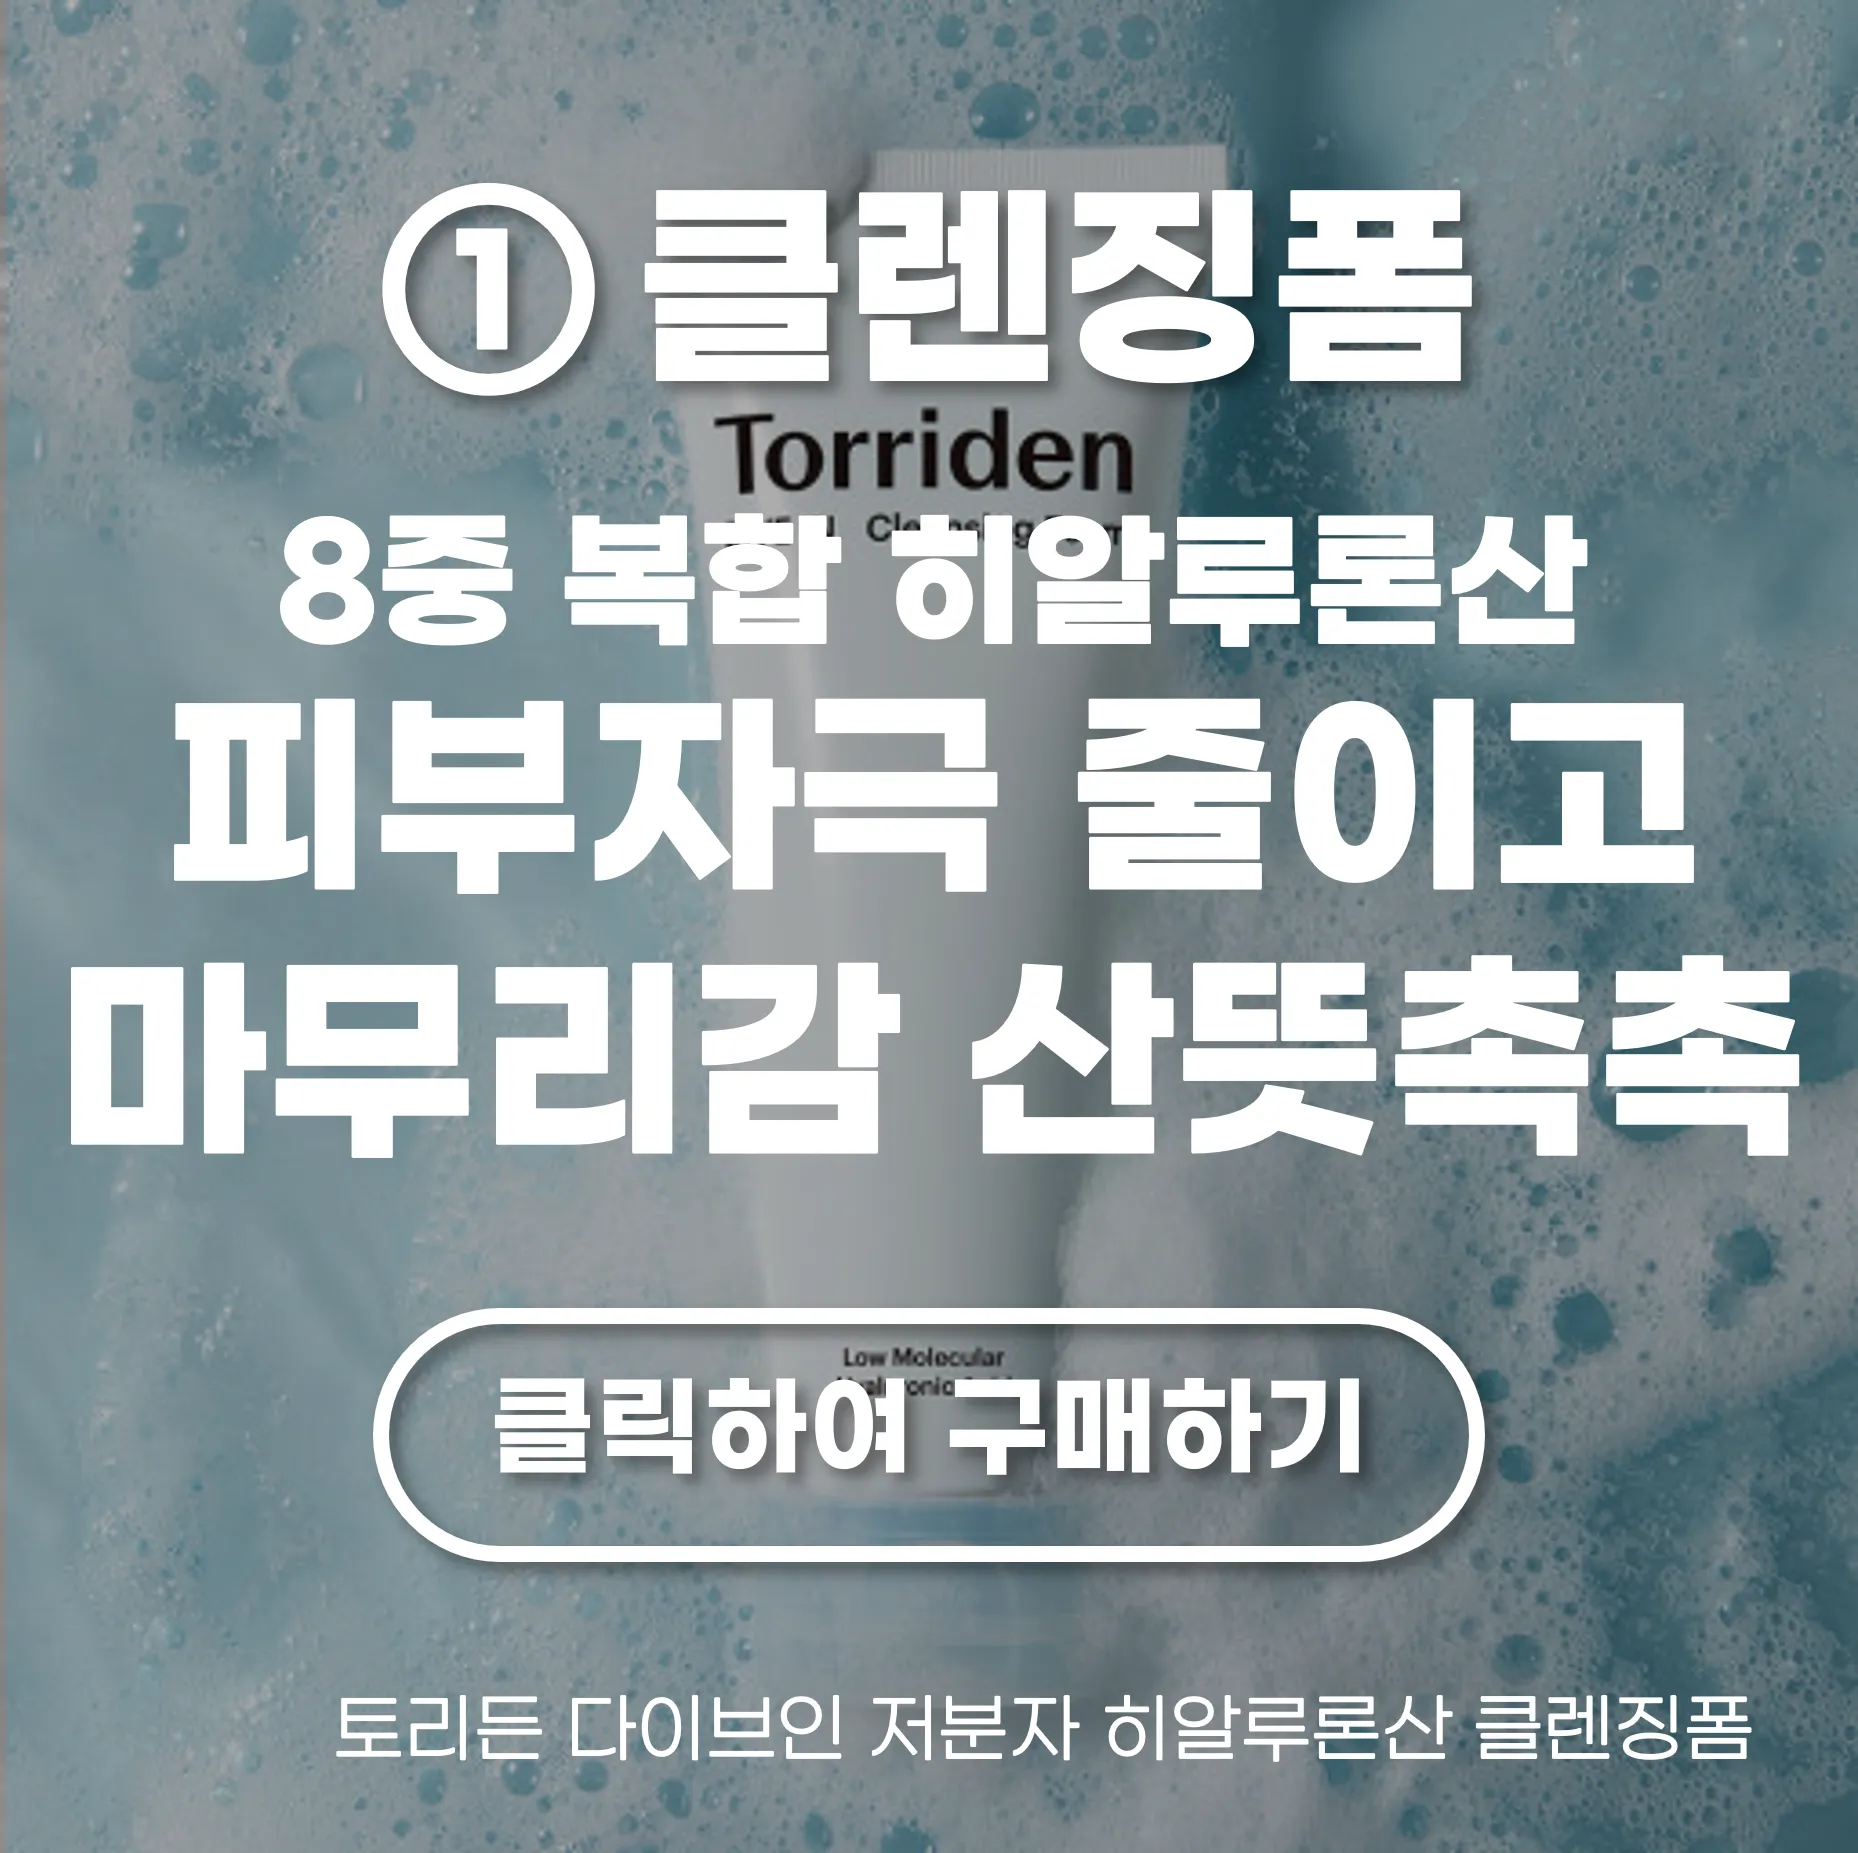 ① 클렌징폼
Torriden
Cleansing Foam
8중 복합 히알루론산
피부자극 줄이고
마무리감 산뜻촉촉
Low Molecular
클릭하여 구매하기
토리든 다이브인 저분자 히알루론산 클렌징폼